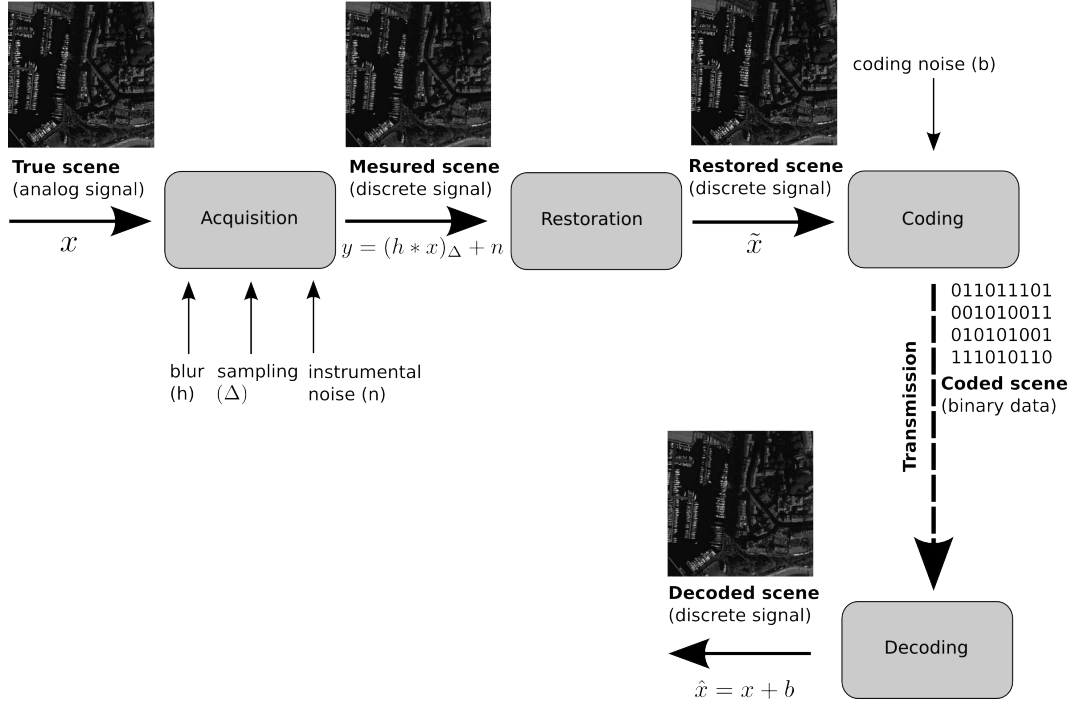 True scene
(analog signal)
x
Acquisition
blur
(h)
sampling
(Δ)
instrumental
noise (n)
Mesured scene
(discrete signal)
y = (h ∗ x)Δ + n
Restoration
Restored scene
(discrete signal)
x̃
coding noise (b)
Coding
011011101
001010011
010101001
111010110
Coded scene
(binary data)
Transmission
Decoding
Decoded scene
(discrete signal)
x̂ = x + b